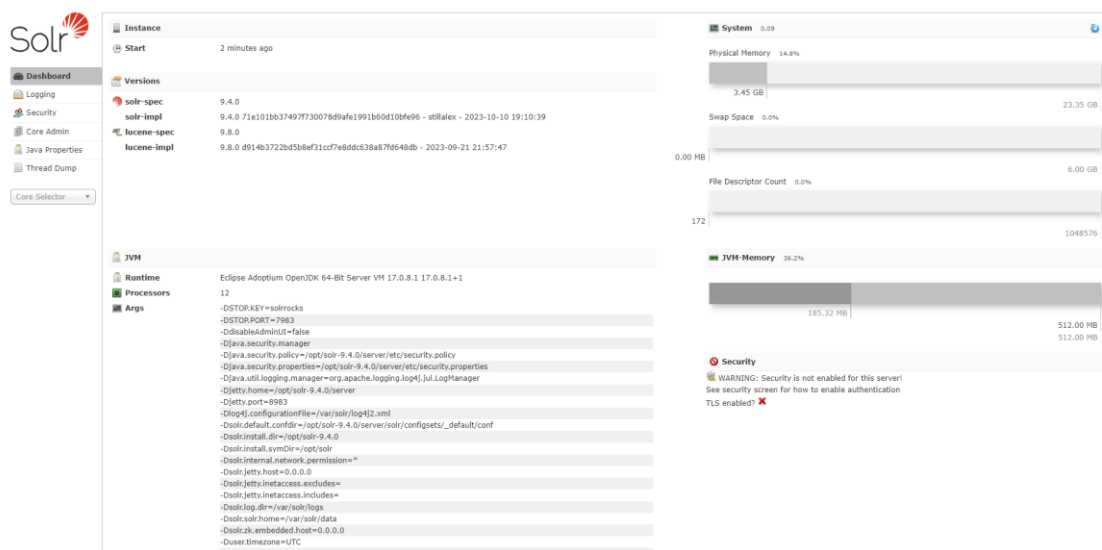 Solr
Dashboard
Logging
Security
Core Admin
Java Properties
Thread Dump
Core Selector
Instance
Start 2 minutes ago
Versions
solr-spec 9.4.0
solr-impl 9.4.0 71e101bb37497f730078d9afe1991b60d10bfe96 - stillalex - 2023-10-10 19:10:39
lucene-spec 9.8.0
lucene-impl 9.8.0 d914b3722bd5b8ef31ccf7e8ddc638a87fd648db - 2023-09-21 21:57:47
JVM
Runtime Eclipse Adoptium OpenJDK 64-Bit Server VM 17.0.8.1 17.0.8.1+1
Processors 12
Args -DSTOP.KEY=solrrocks
-DSTOP.PORT=7983
-DdisableAdminUI=false
-Djava.security.manager
-Djava.security.policy=/opt/solr-9.4.0/server/etc/security.policy
-Djava.security.properties=/opt/solr-9.4.0/server/etc/security.properties
-Djava.util.logging.manager=org.apache.logging.log4j.jul.LogManager
-Djetty.home=/opt/solr-9.4.0/server
-Djetty.port=8983
-Dlog4j.configurationFile=/var/solr/log4j2.xml
-Dsolr.default.confdir=/opt/solr-9.4.0/server/solr/configsets/_default/conf
-Dsolr.install.dir=/opt/solr-9.4.0
-Dsolr.install.symDir=/opt/solr
-Dsolr.internal.network.permission=*
-Dsolr.jetty.host=0.0.0.0
-Dsolr.jetty.inetaccess.excludes=
-Dsolr.jetty.inetaccess.includes=
-Dsolr.log.dir=/var/solr/logs
-Dsolr.solr.home=/var/solr/data
-Dsolr.zk.embedded.host=0.0.0.0
-Duser.timezone=UTC
System 0.09
Physical Memory 14.8%
3.45 GB
23.35 GB
Swap Space 0.0%
0.00 MB
6.00 GB
File Descriptor Count 0.0%
172
1048576
JVM-Memory 36.2%
185.32 MB
512.00 MB
512.00 MB
Security
WARNING: Security is not enabled for this server!
See security screen for how to enable authentication
TLS enabled?